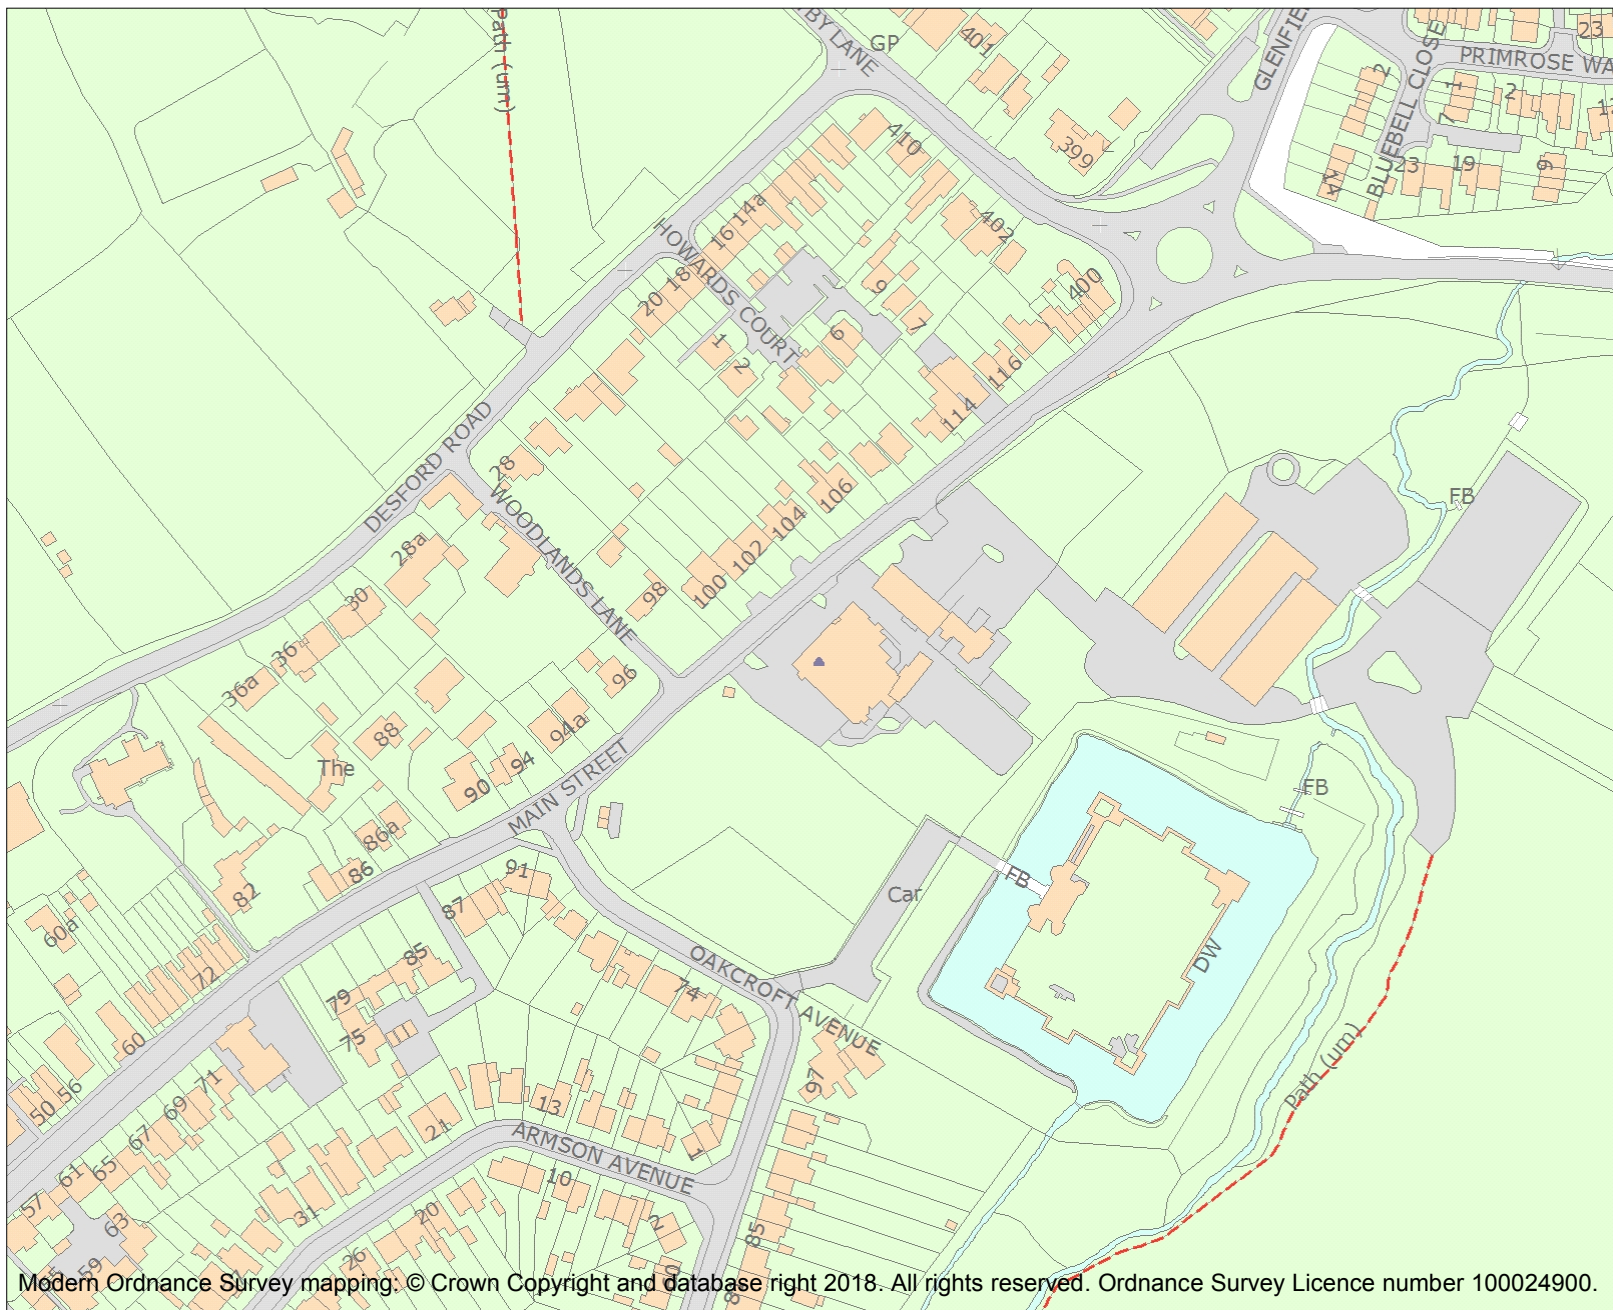 Path (um)
BY LANE
GP
401
GLENFIE
BLUEBELL CLOSE
PRIMROSE WA
23
2
1
2
7
23
19
9
410
399
402
400
14a
16
18
20
HOWARDS COURT
9
7
6
1
2
116
114
106
104
102
100
98
96
28
DESFORD ROAD
WOODLANDS LANE
28a
30
36
36a
88
The
94a
94
90
MAIN STREET
86a
86
82
60a
72
60
56
50
91
87
85
79
75
71
69
67
65
61
57
63
59
OAKCROFT AVENUE
74
97
13
21
ARMSON AVENUE
1
10
2
20
26
31
85
Car
FB
FB
FB
DW
Path (um)
Modern Ordnance Survey mapping: © Crown Copyright and database right 2018. All rights reserved. Ordnance Survey Licence number 100024900.